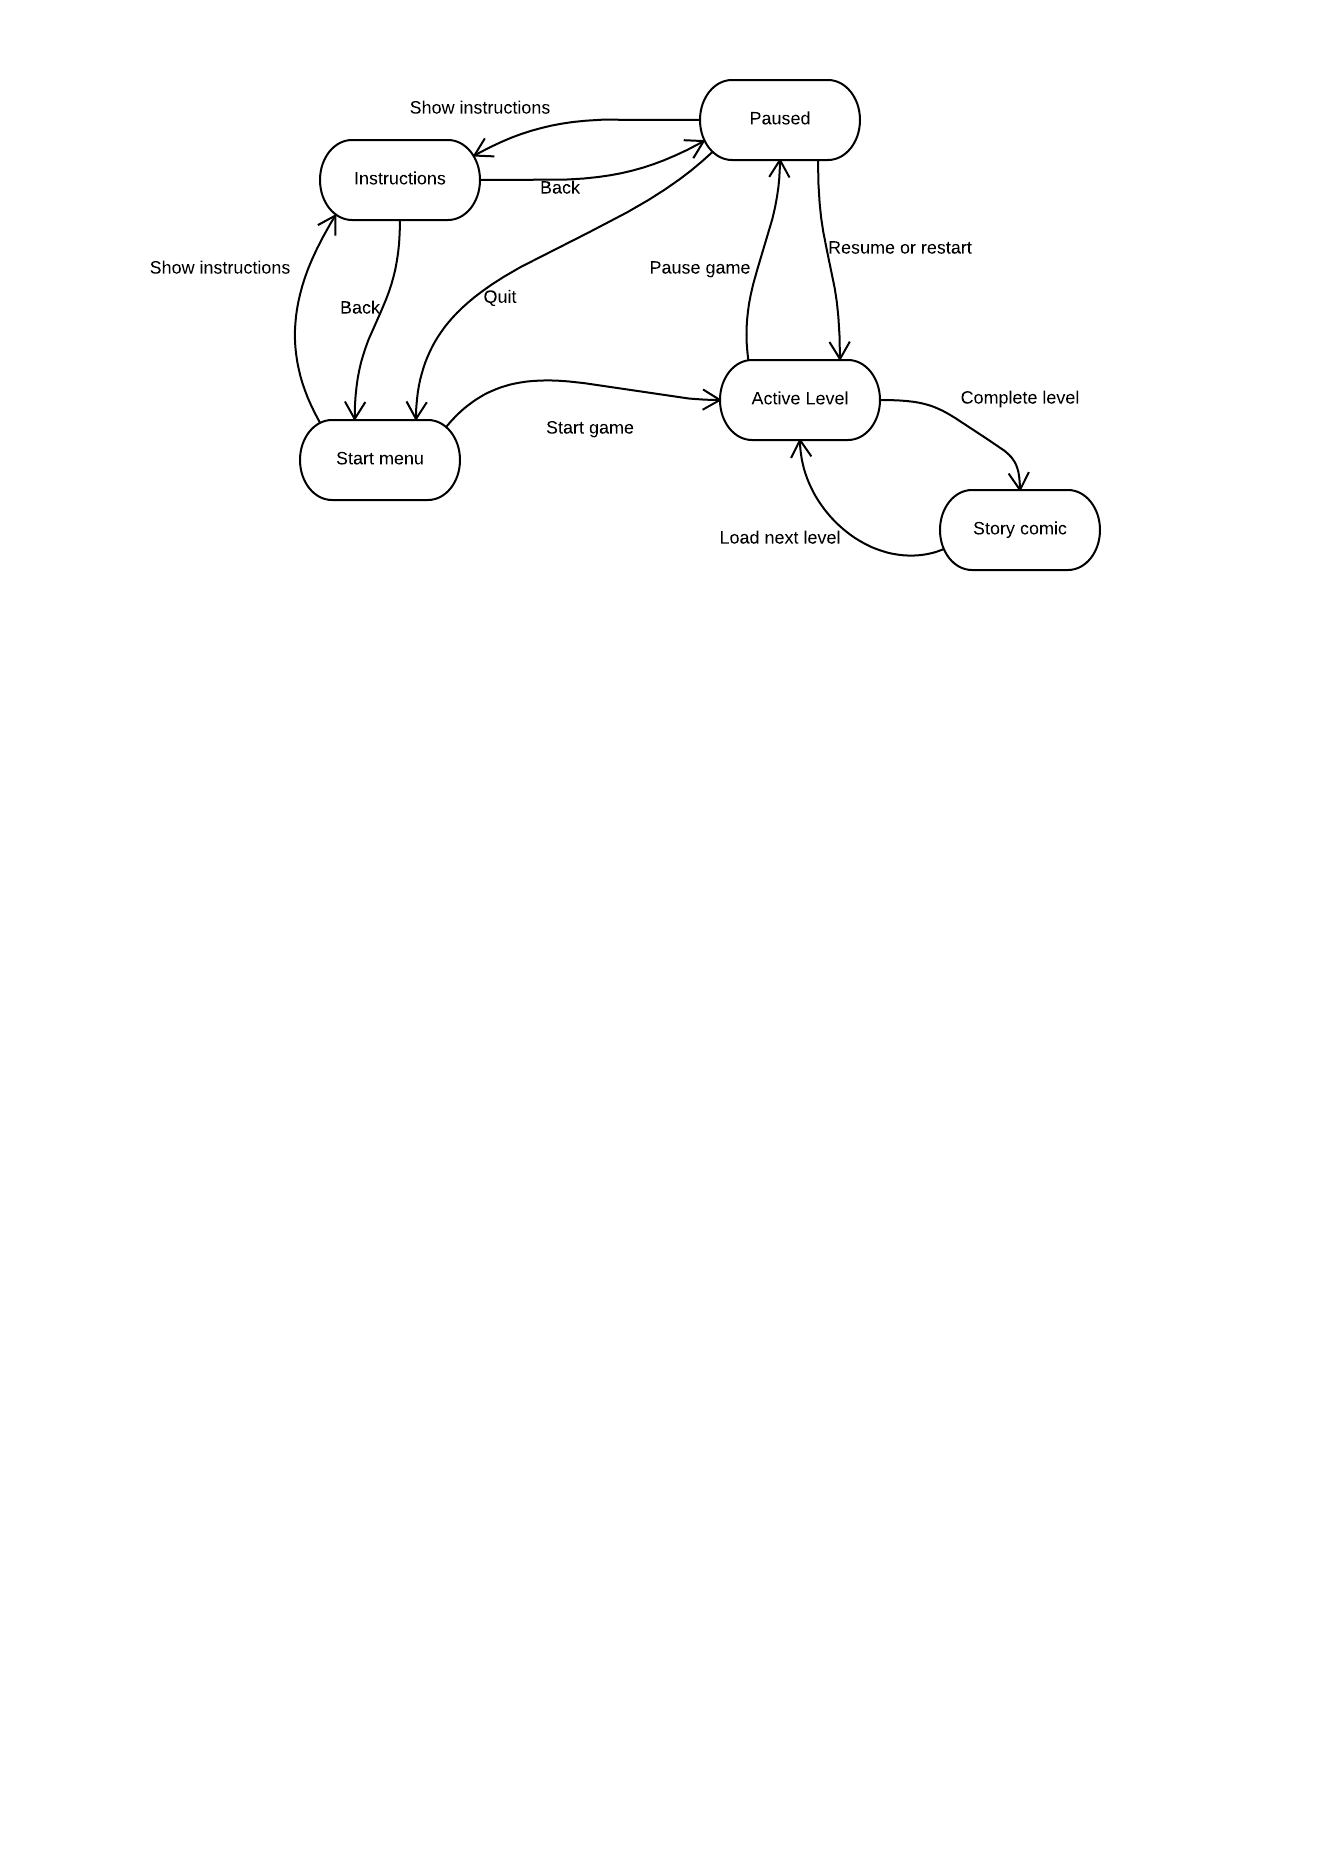 Show instructions
Paused
Instructions
Back
Show instructions
Resume or restart
Pause game
Back
Quit
Active Level
Complete level
Start game
Start menu
Story comic
Load next level